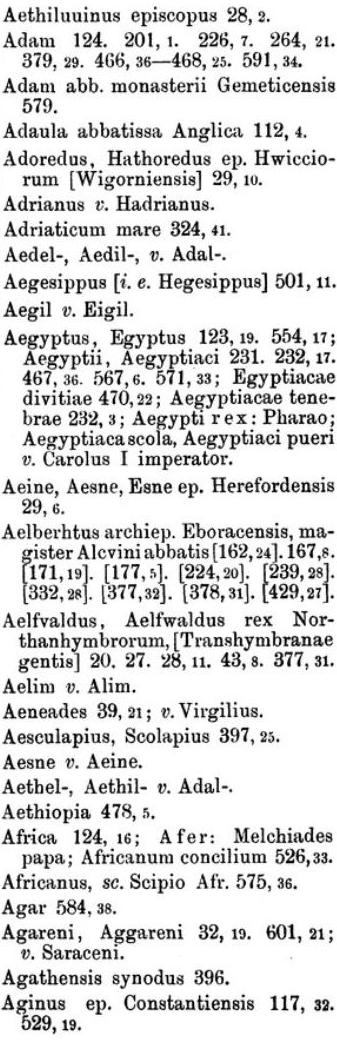 Aethiluuinus episcopus 28, 2.
Adam 124. 201, 1. 226, 7. 264, 21.
379, 29. 466, 36—468, 25. 591, 34.
Adam abb. monasterii Gemeticensis
579.
Adaula abbatissa Anglica 112, 4.
Adoredus, Hathoredus ep. Hwiccio-
rum [Wigorniensis] 29, 10.
Adrianus v. Hadrianus.
Adriaticum mare 324, 41.
Aedel-, Aedil-, v. Adal-.
Aegesippus [i. e. Hegesippus] 501, 11.
Aegil v. Eigil.
Aegyptus, Egyptus 123, 19. 554, 17;
Aegyptii, Aegyptiaci 231. 232, 17.
467, 36. 567, 6. 571, 33; Egyptiacae
divitiae 470, 22; Aegyptiacae tene-
brae 232, 3; Aegypti rex: Pharao;
Aegyptiaca scola, Aegyptiaci pueri
v. Carolus I imperator.
Aeine, Aesne, Esne ep. Herefordensis
29, 6.
Aelberhtus archiep. Eboracensis, ma-
gister Alcvini abbatis [162, 24]. 167, 8.
[171, 19]. [177, 5]. [224, 20]. [239, 28].
[332, 28]. [377, 32]. [378, 31]. [429, 27].
Aelfvaldus, Aelfwaldus rex Nor-
thanhymbrorum, [Transhymbranae
gentis] 20. 27. 28, 11. 43, 8. 377, 31.
Aelim v. Alim.
Aeneades 39, 21; v. Virgilius.
Aesculapius, Scolapius 397, 25.
Aesne v. Aeine.
Aethel-, Aethil- v. Adal-.
Aethiopia 478, 5.
Africa 124, 16; Afer: Melchiades
papa; Africanum concilium 526, 33.
Africanus, sc. Scipio Afr. 575, 36.
Agar 584, 38.
Agareni, Aggareni 32, 19. 601, 21;
v. Saraceni.
Agathensis synodus 396.
Aginus ep. Constantiensis 117, 32.
529, 19.